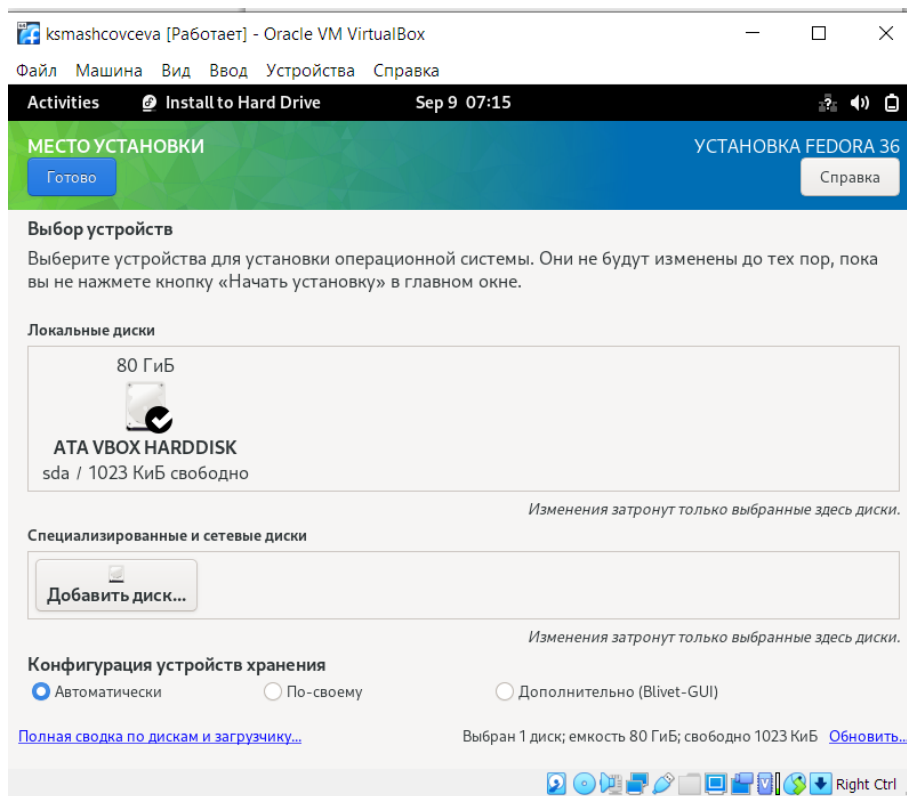 ksmashcovceva [Работает] - Oracle VM VirtualBox
Файл Машина Вид Ввод Устройства Справка
Activities Install to Hard Drive Sep 9 07:15
МЕСТО УСТАНОВКИ УСТАНОВКА FEDORA 36
Готово Справка
Выбор устройств
Выберите устройства для установки операционной системы. Они не будут изменены до тех пор, пока
вы не нажмете кнопку «Начать установку» в главном окне.
Локальные диски
80 ГиБ
ATA VBOX HARDDISK
sda / 1023 КиБ свободно
Изменения затронут только выбранные здесь диски.
Специализированные и сетевые диски
Добавить диск...
Изменения затронут только выбранные здесь диски.
Конфигурация устройств хранения
Автоматически По-своему Дополнительно (Blivet-GUI)
Полная сводка по дискам и загрузчику... Выбран 1 диск; емкость 80 ГиБ; свободно 1023 КиБ Обновить...
Right Ctrl